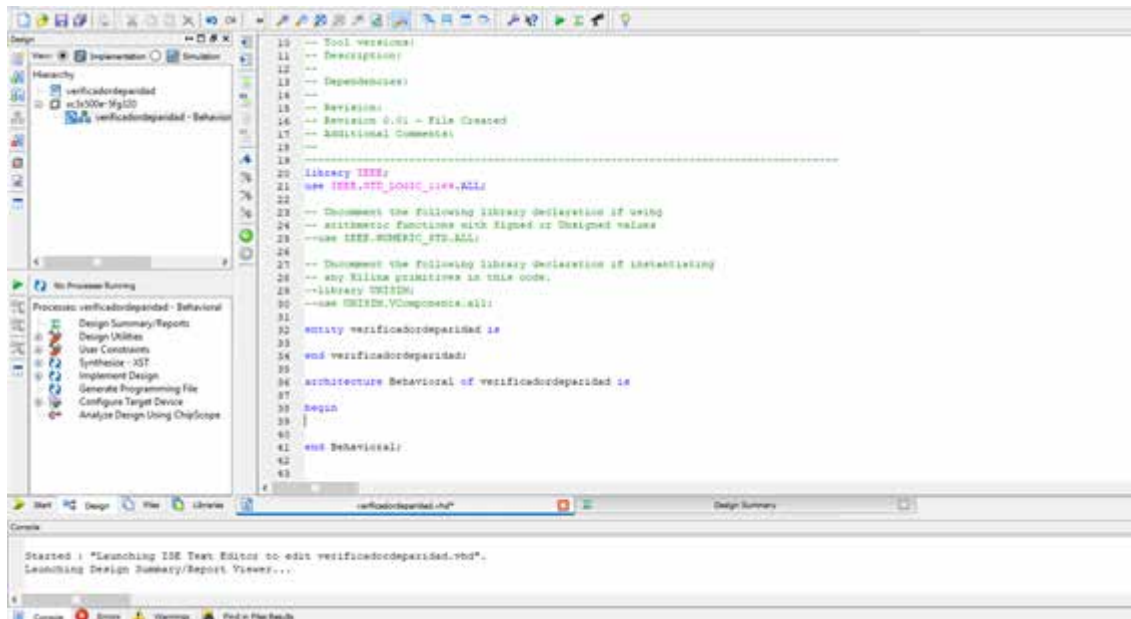 Design
View: Implementation Simulation
Hierarchy
verificadordeparidad
xc3s500e-5fg320
verificadordeparidad - Behavior
No Processes Running
Processes: verificadordeparidad - Behavioral
Design Summary/Reports
Design Utilities
User Constraints
Synthesize - XST
Implement Design
Generate Programming File
Configure Target Device
Analyze Design Using ChipScope
Start Design Files Libraries
10 -- Tool versions:
11 -- Description:
12 --
13 -- Dependencies:
14 --
15 -- Revision:
16 -- Revision 0.01 - File Created
17 -- Additional Comments:
18 --
19 ----------------------------------------------------------------------------------
20 library IEEE;
21 use IEEE.STD_LOGIC_1164.ALL;
22
23 -- Uncomment the following library declaration if using
24 -- arithmetic functions with Signed or Unsigned values
25 --use IEEE.NUMERIC_STD.ALL;
26
27 -- Uncomment the following library declaration if instantiating
28 -- any Xilinx primitives in this code.
29 --library UNISIM;
30 --use UNISIM.VComponents.all;
31
32 entity verificadordeparidad is
33
34 end verificadordeparidad;
35
36 architecture Behavioral of verificadordeparidad is
37
38 begin
39
40
41 end Behavioral;
42
43
verificadordeparidad.vhd*
Design Summary
Console
Started : "Launching ISE Text Editor to edit verificadordeparidad.vhd".
Launching Design Summary/Report Viewer...
Console Errors Warnings Find in Files Results